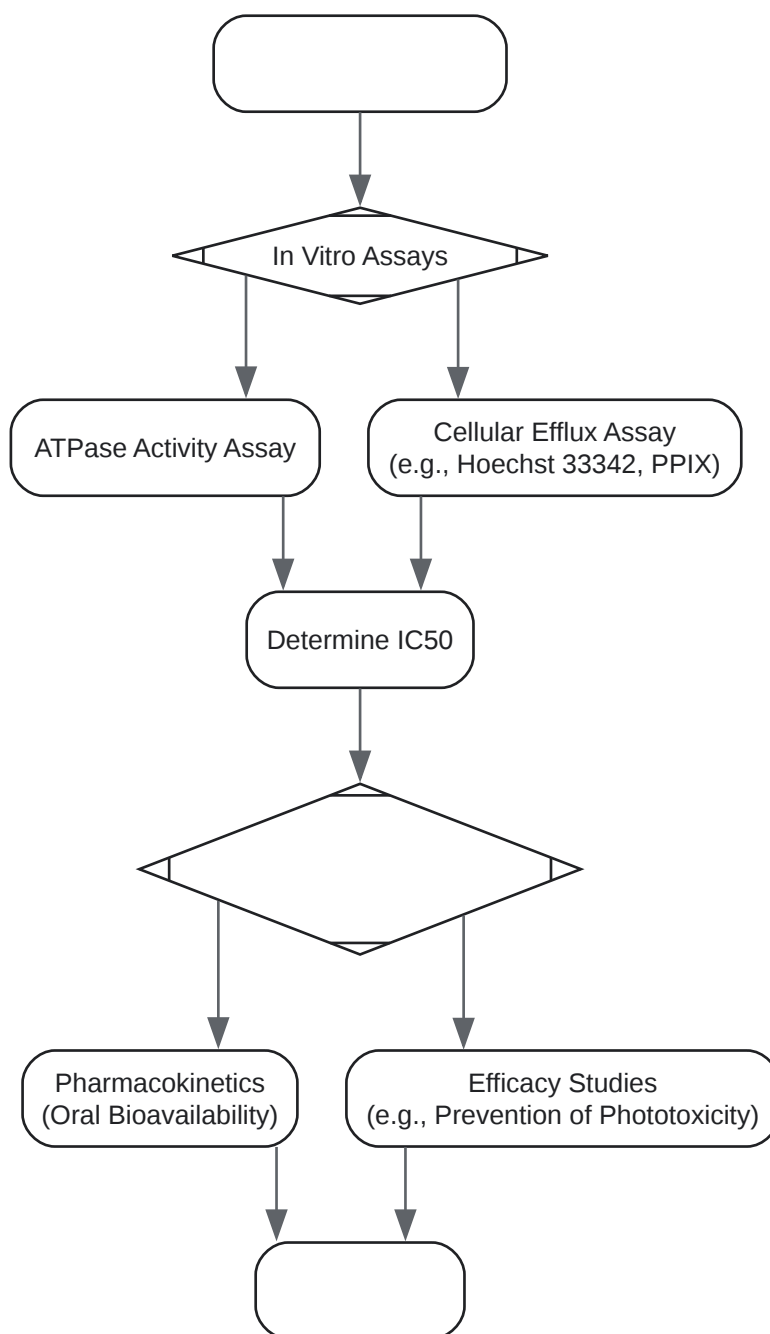 In Vitro Assays
ATPase Activity Assay
Cellular Efflux Assay
(e.g., Hoechst 33342, PPIX)
Determine IC50
Pharmacokinetics
(Oral Bioavailability)
Efficacy Studies
(e.g., Prevention of Phototoxicity)